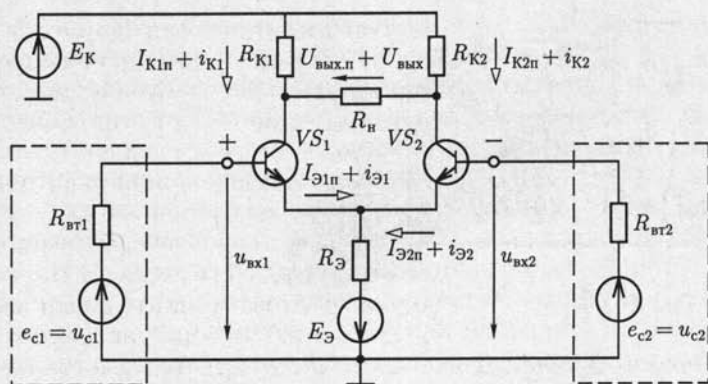 E_К
I_К1п + i_К1
R_К1
U_вых.п + U_вых
R_К2
I_К2п + i_К2
R_н
VS_1
VS_2
+
I_Э1п + i_Э1
R_вт1
R_вт2
u_вх1
R_Э
I_Э2п + i_Э2
u_вх2
E_Э
e_с1 = u_с1
e_с2 = u_с2